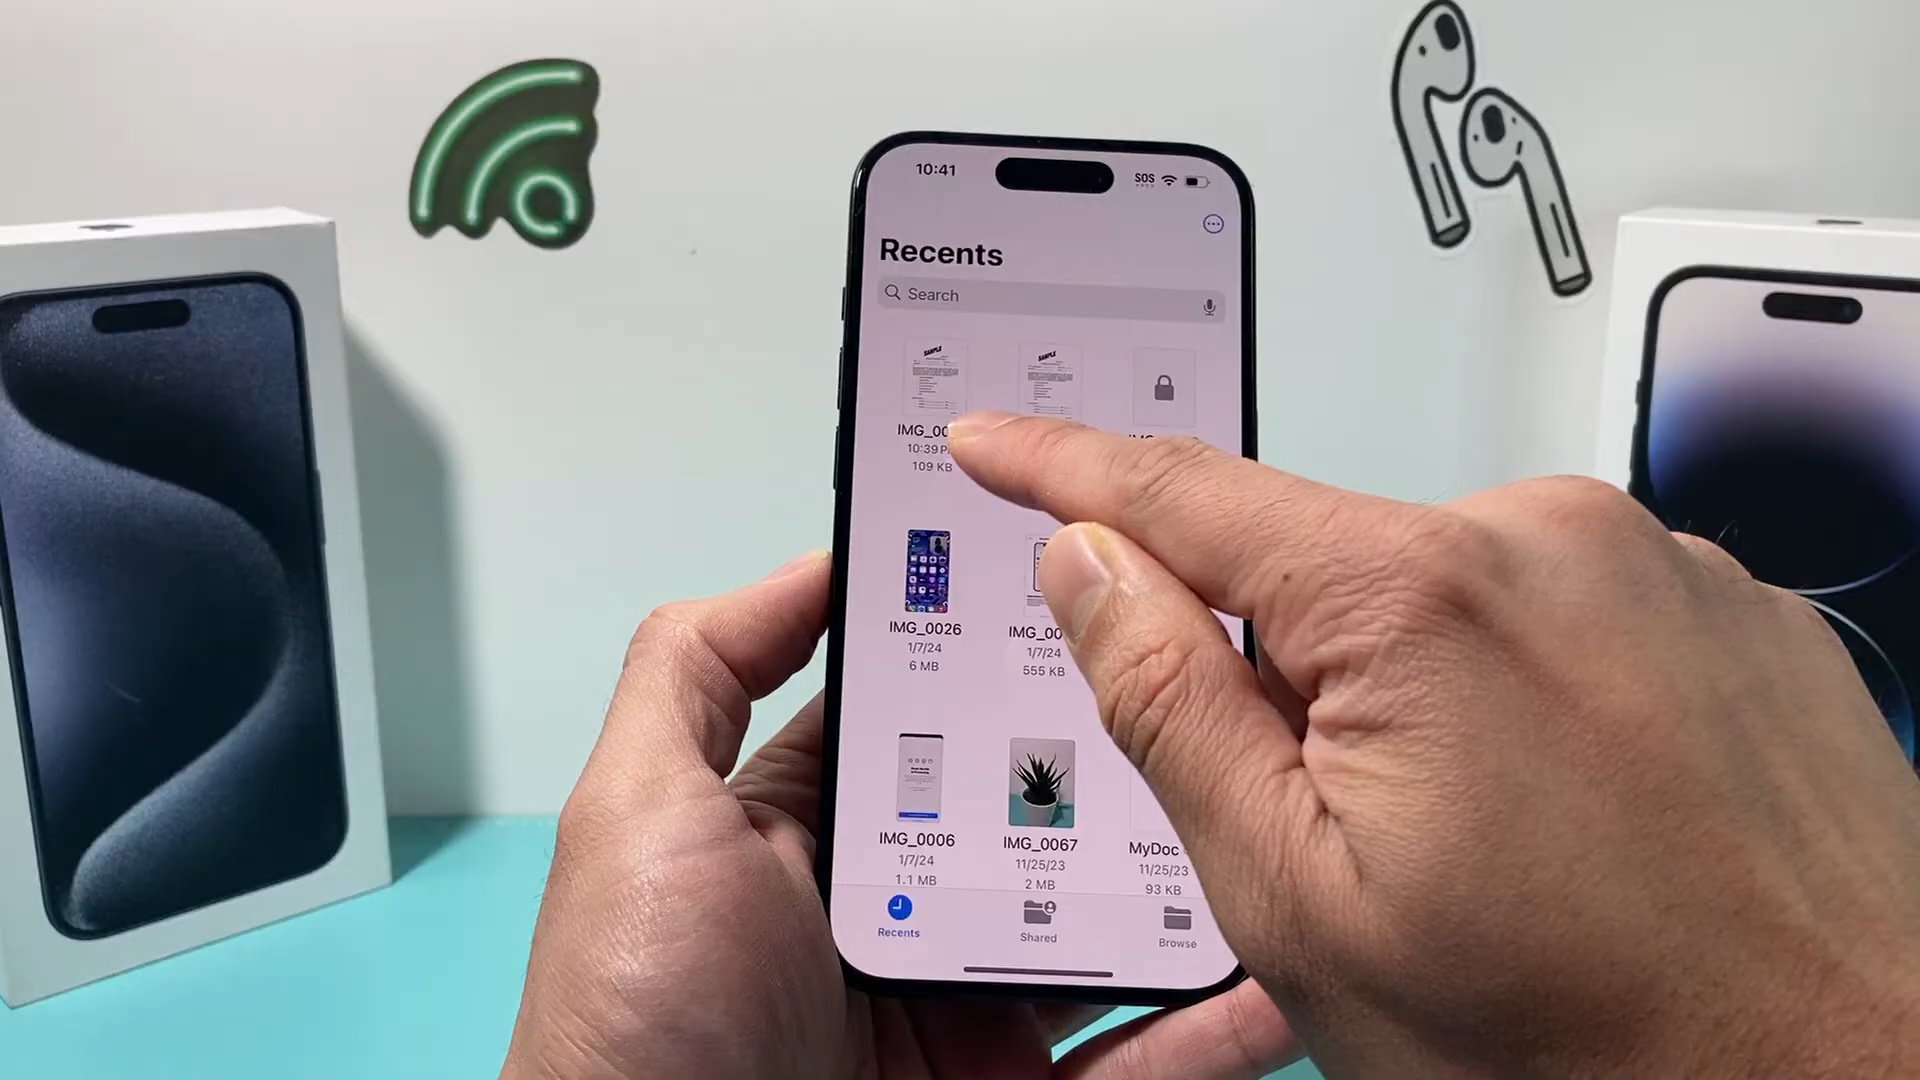 10:41
SOS
Recents
Search
SAMPLE
SAMPLE
IMG_00
10:39 P
109 KB
IMG_0026
1/7/24
6 MB
IMG_00
1/7/24
555 KB
IMG_0006
1/7/24
1.1 MB
IMG_0067
11/25/23
2 MB
MyDoc
11/25/23
93 KB
Recents
Shared
Browse